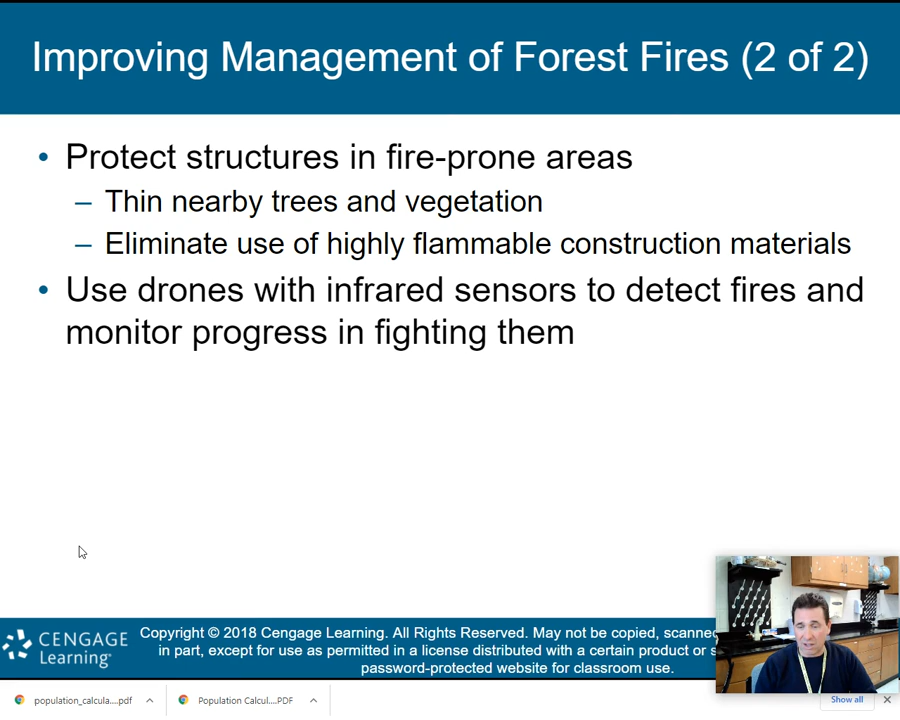 Improving Management of Forest Fires (2 of 2)
• Protect structures in fire-prone areas
– Thin nearby trees and vegetation
– Eliminate use of highly flammable construction materials
• Use drones with infrared sensors to detect fires and
monitor progress in fighting them
CENGAGE
Learning®
Copyright © 2018 Cengage Learning. All Rights Reserved. May not be copied, scanned
in part, except for use as permitted in a license distributed with a certain product or s
password-protected website for classroom use.
population_calcula....pdf
Population Calcul....PDF
Show all